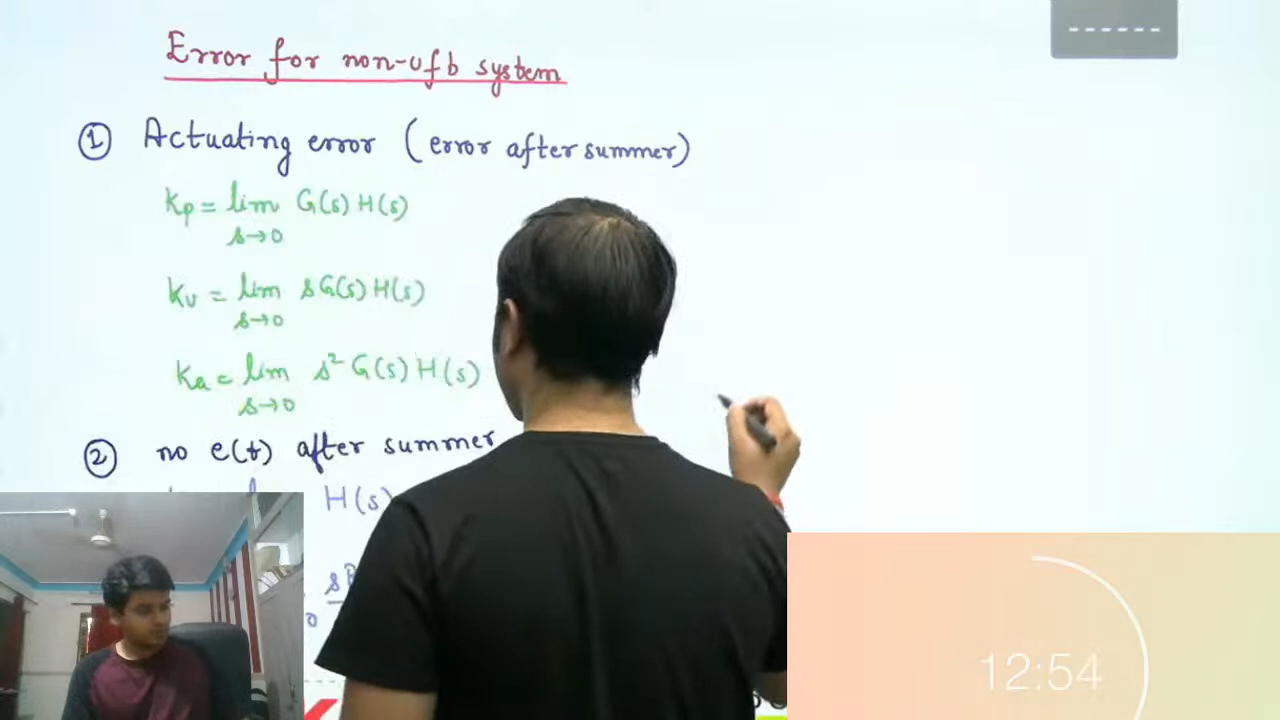 Error for non-ufb system
① Actuating error (error after summer)
Kp = lim G(s) H(s)
s→0
Kv = lim sG(s)H(s)
s→0
Ka = lim s² G(s) H(s)
s→0
② no e(t) after summer
H(s)
12:54